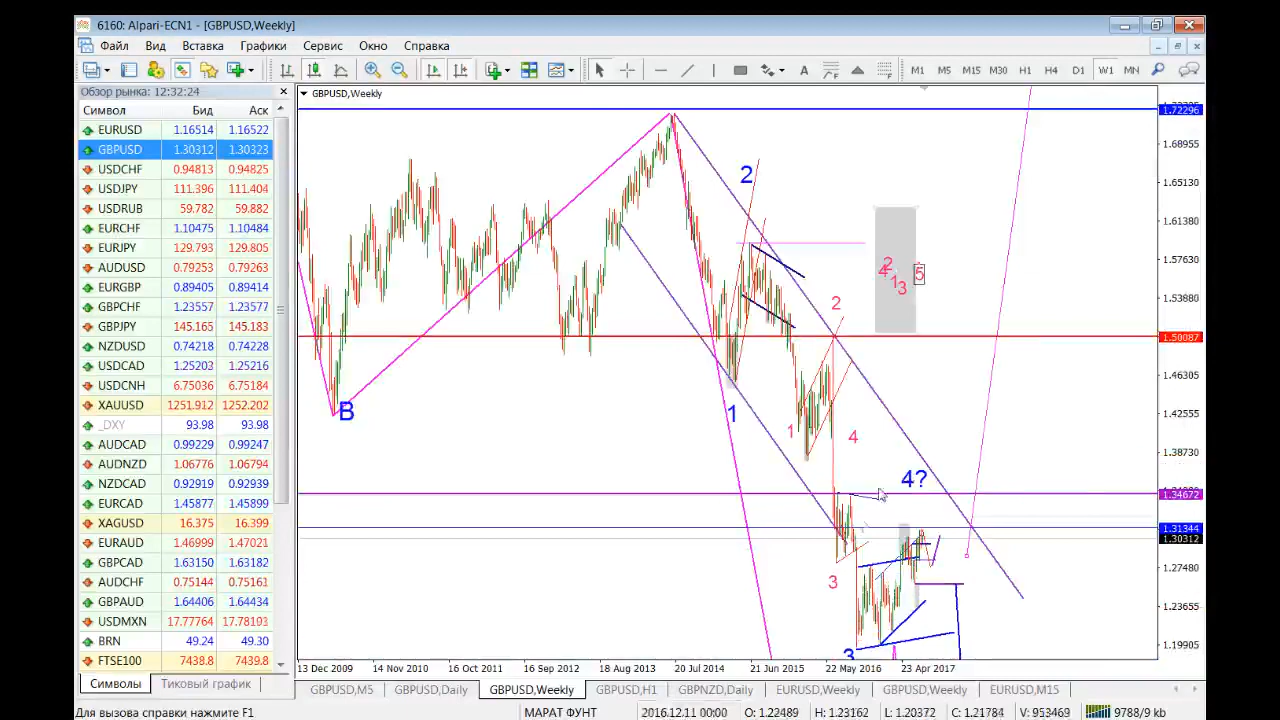 6160: Alpari-ECN1 - [GBPUSD,Weekly]
Файл Вид Вставка Графики Сервис Окно Справка
A F M1 M5 M15 M30 H1 H4 D1 W1 MN
Обзор рынка: 12:32:24
Символ Бид Аск
EURUSD 1.16514 1.16522
GBPUSD 1.30312 1.30323
USDCHF 0.94813 0.94825
USDJPY 111.396 111.404
USDRUB 59.782 59.882
EURCHF 1.10475 1.10484
EURJPY 129.793 129.805
AUDUSD 0.79253 0.79263
EURGBP 0.89405 0.89414
GBPCHF 1.23557 1.23577
GBPJPY 145.165 145.183
NZDUSD 0.74218 0.74228
USDCAD 1.25203 1.25216
USDCNH 6.75036 6.75184
XAUUSD 1251.912 1252.202
_DXY 93.98 93.98
AUDCAD 0.99229 0.99247
AUDNZD 1.06776 1.06794
NZDCAD 0.92919 0.92939
EURCAD 1.45877 1.45899
XAGUSD 16.375 16.399
EURAUD 1.46999 1.47021
GBPCAD 1.63150 1.63182
AUDCHF 0.75144 0.75161
GBPAUD 1.64406 1.64434
USDMXN 17.77764 17.78193
BRN 49.24 49.30
FTSE100 7438.8 7439.8
Символы Тиковый график
GBPUSD,Weekly
B
1
2
1
2
3
4
4?
3
4 2 1 3 5
1.72296
1.68955
1.65130
1.61380
1.57630
1.53880
1.50087
1.46305
1.42555
1.38730
1.34672
1.31344
1.30312
1.27480
1.23655
1.19905
13 Dec 2009 14 Nov 2010 16 Oct 2011 16 Sep 2012 18 Aug 2013 20 Jul 2014 21 Jun 2015 22 May 2016 23 Apr 2017
GBPUSD,M5 GBPUSD,Daily GBPUSD,Weekly GBPUSD,H1 GBPNZD,Daily EURUSD,Weekly GBPUSD,Weekly EURUSD,M15
Для вызова справки нажмите F1 МАРАТ ФУНТ 2016.12.11 00:00 O: 1.22489 H: 1.23162 L: 1.20372 C: 1.21784 V: 953469 9788/9 kb